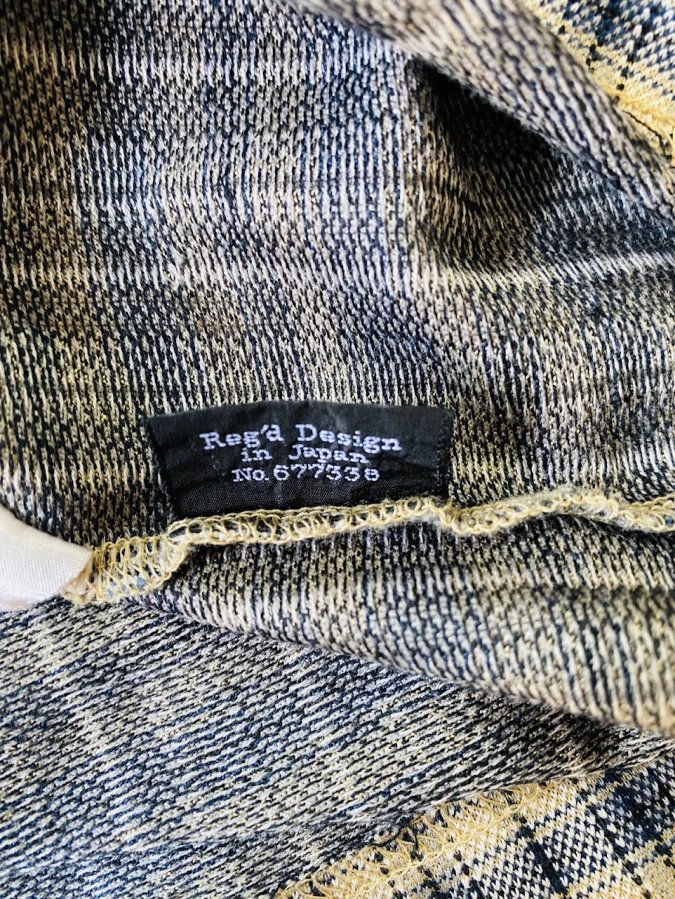 Reg'd Design
in Japan
No. 677338